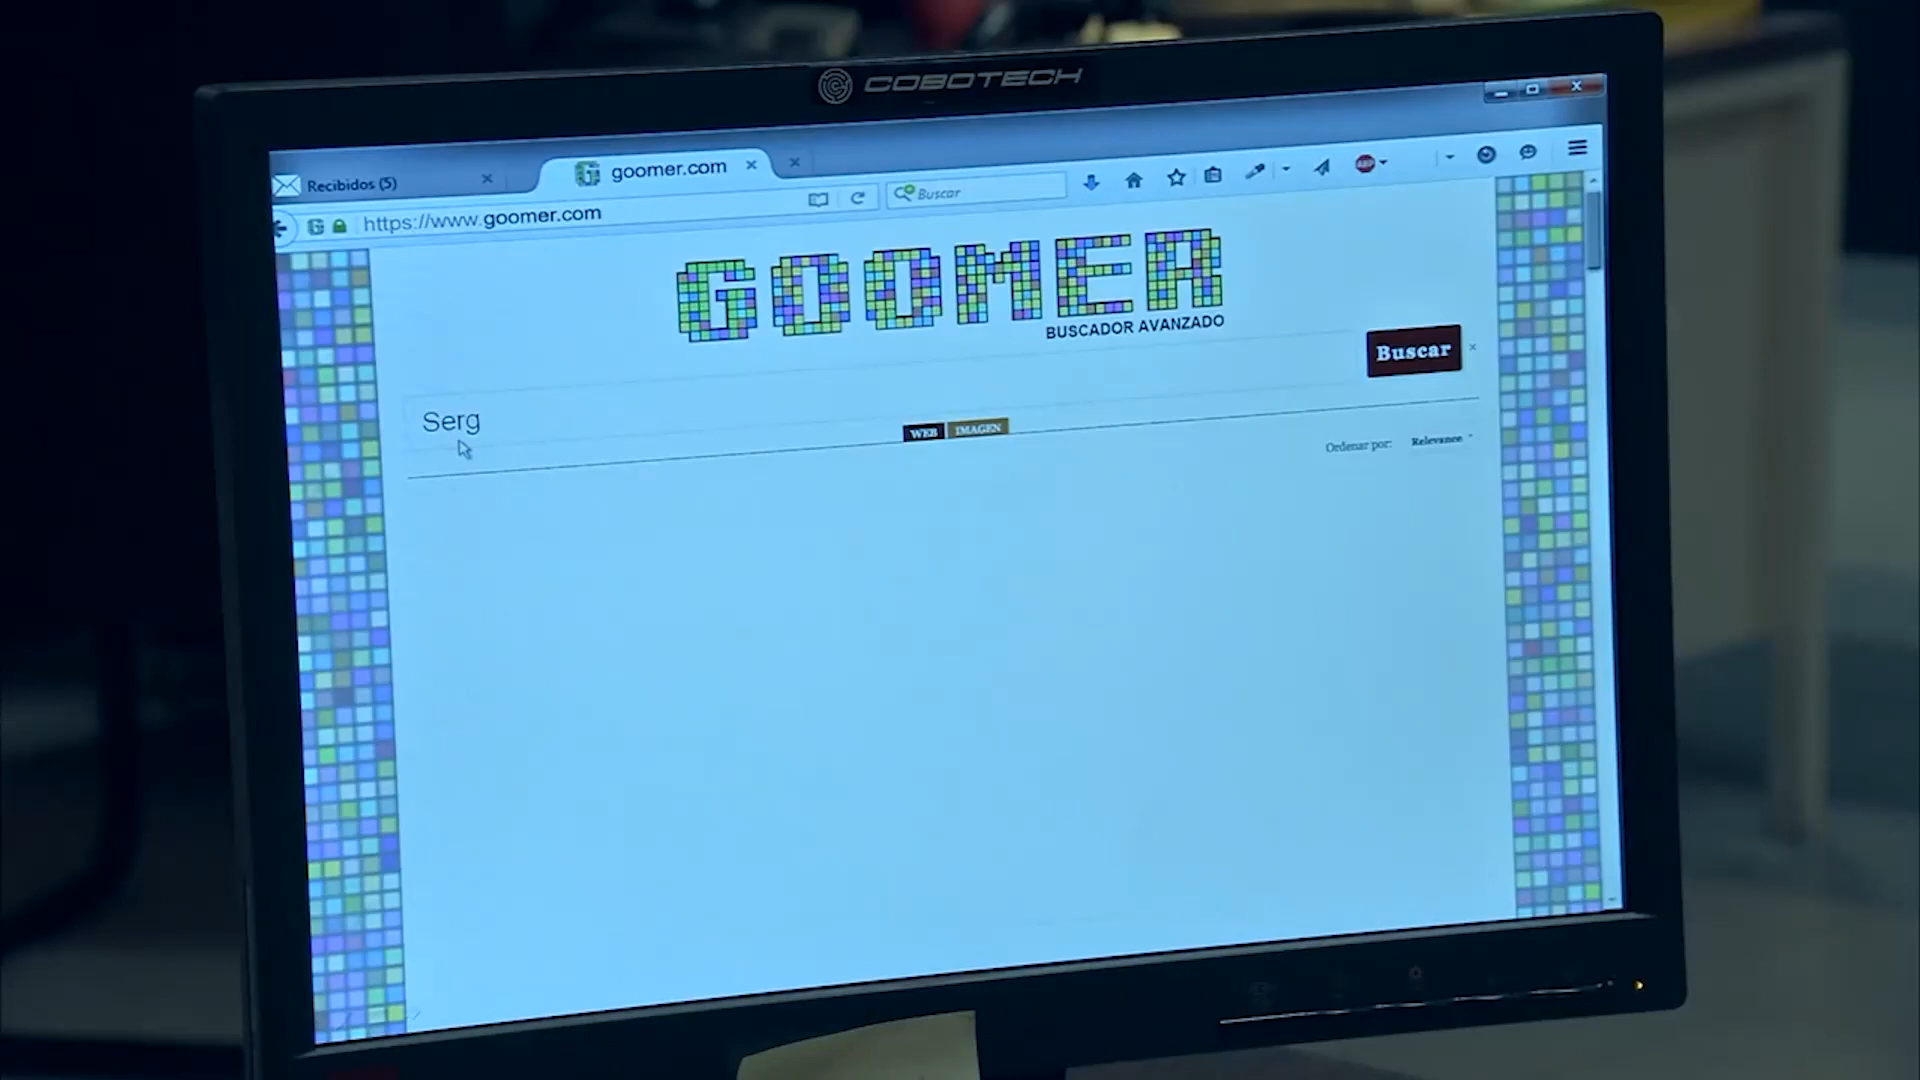 COBOTECH
Recibidos (5)
goomer.com
https://www.goomer.com
Buscar
GOOMER
BUSCADOR AVANZADO
Buscar
Serg
WEB IMAGEN
Ordenar por: Relevance